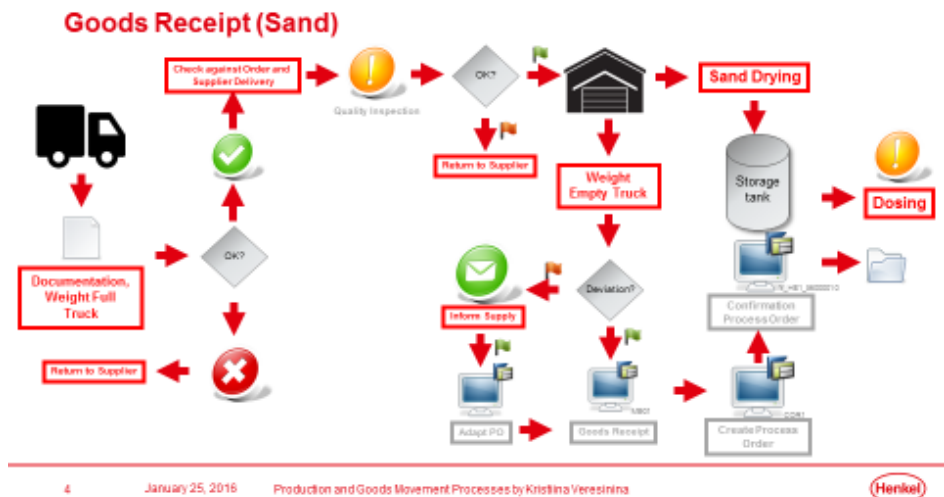 Goods Receipt (Sand)
Check against Order and
Supplier Delivery
Quality Inspection
OK?
Sand Drying
Return to Supplier
Weight
Empty Truck
Storage
tank
Dosing
OK?
Documentation,
Weight Full
Truck
Deviation?
Inform Supply
Confirmation
Process Order
Return to Supplier
Adapt PO
MB01
Goods Receipt
COR1
Create Process
Order
4
January 25, 2016
Production and Goods Movement Processes by Kristiina Veresinina
Henkel